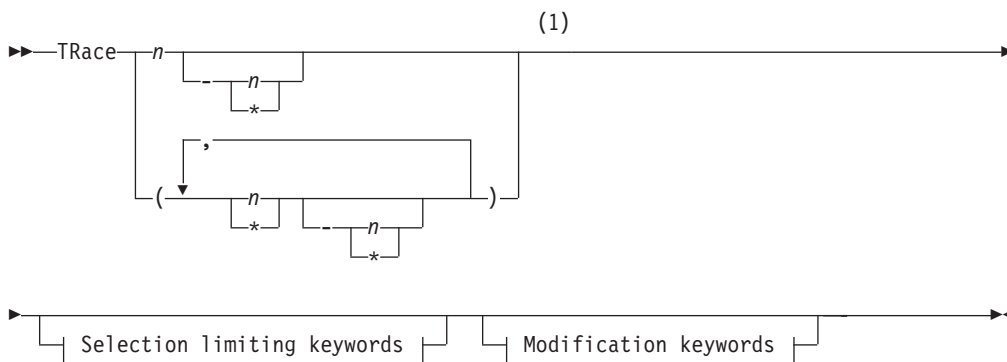 (1)
TRace n
- n
*
,
( n - n )
* *
Selection limiting keywords Modification keywords